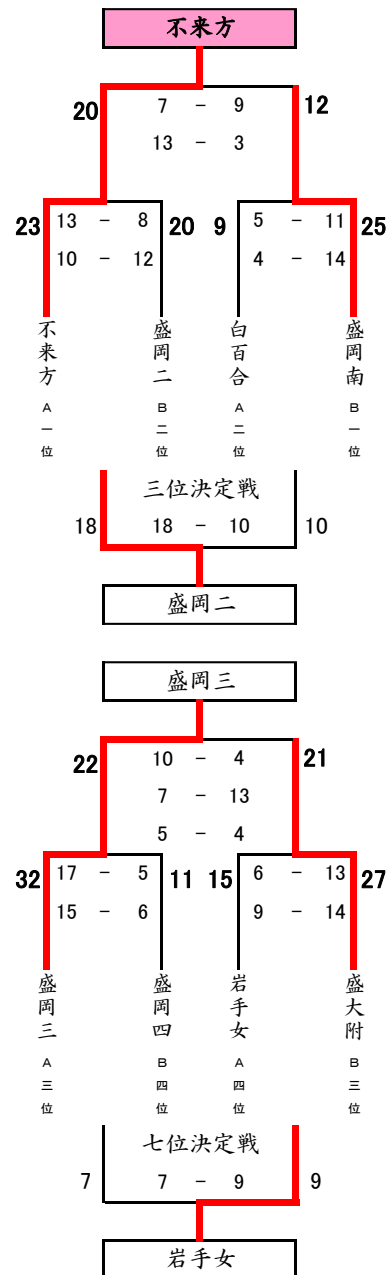 不来方
20 7 - 9 12
13 - 3
23 13 - 8 20 9 5 - 11 25
10 - 12 4 - 14
不来方 A一位
盛岡二 B二位
白百合 A二位
盛岡南 B一位
三位決定戦
18 18 - 10 10
盛岡二
盛岡三
22 10 - 4 21
7 - 13
5 - 4
32 17 - 5 11 15 6 - 13 27
15 - 6 9 - 14
盛岡三 A三位
盛岡四 B四位
岩手女 A四位
盛大附 B三位
七位決定戦
7 7 - 9 9
岩手女